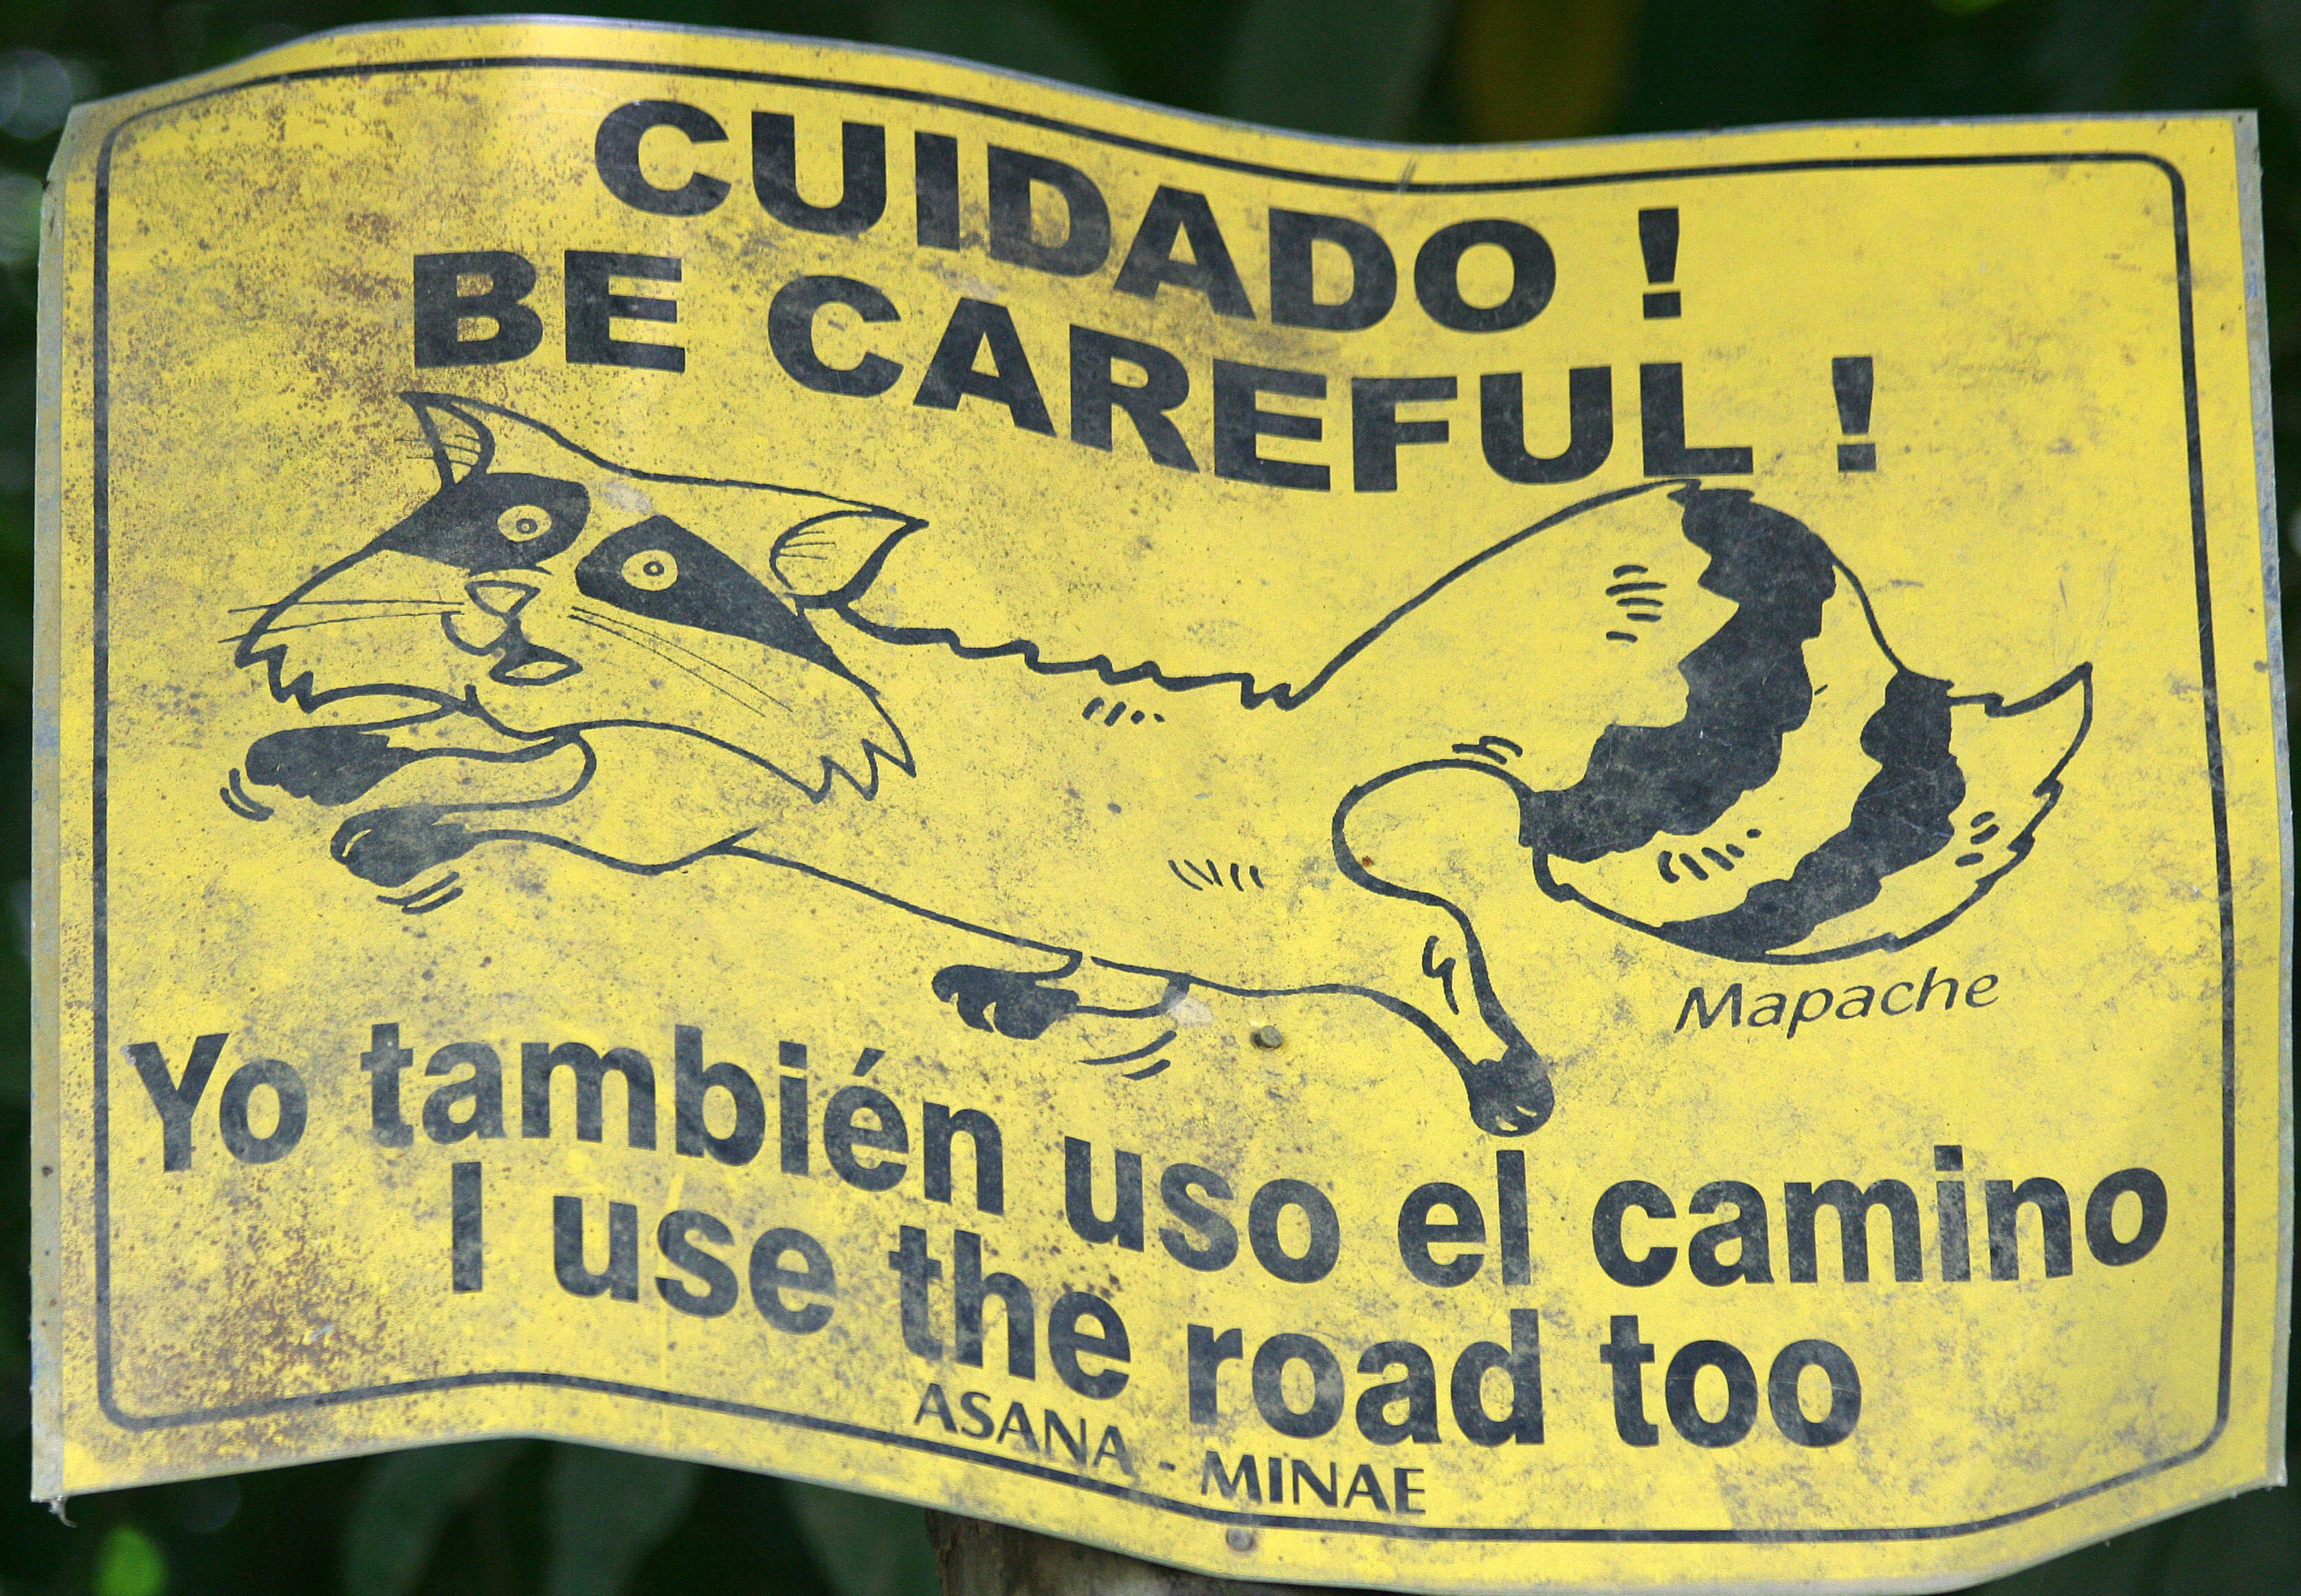 CUIDADO !
BE CAREFUL !
Mapache
Yo también uso el camino
I use the road too
ASANA - MINAE